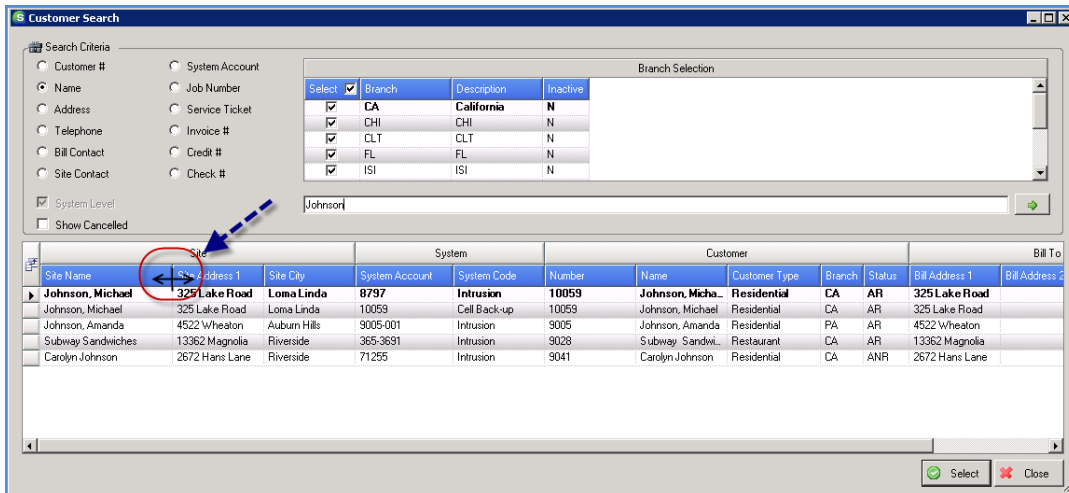 Customer Search
Search Criteria
Customer # System Account
Name Job Number
Address Service Ticket
Telephone Invoice #
Bill Contact Credit #
Site Contact Check #
System Level
Show Cancelled
Branch Selection
Select Branch Description Inactive
CA California N
CHI CHI N
CLT CLT N
FL FL N
ISI ISI N
Johnson
Site System Customer Bill To
Site Name Site Address 1 Site City System Account System Code Number Name Customer Type Branch Status Bill Address 1 Bill Address 2
Johnson, Michael 325 Lake Road Loma Linda 8797 Intrusion 10059 Johnson, Micha... Residential CA AR 325 Lake Road
Johnson, Michael 325 Lake Road Loma Linda 10059 Cell Back-up 10059 Johnson, Michael Residential CA AR 325 Lake Road
Johnson, Amanda 4522 Wheaton Auburn Hills 9005-001 Intrusion 9005 Johnson, Amanda Residential PA AR 4522 Wheaton
Subway Sandwiches 13362 Magnolia Riverside 365-3691 Intrusion 9028 Subway Sandwi... Restaurant CA AR 13362 Magnolia
Carolyn Johnson 2672 Hans Lane Riverside 71255 Intrusion 9041 Carolyn Johnson Residential CA ANR 2672 Hans Lane
Select Close